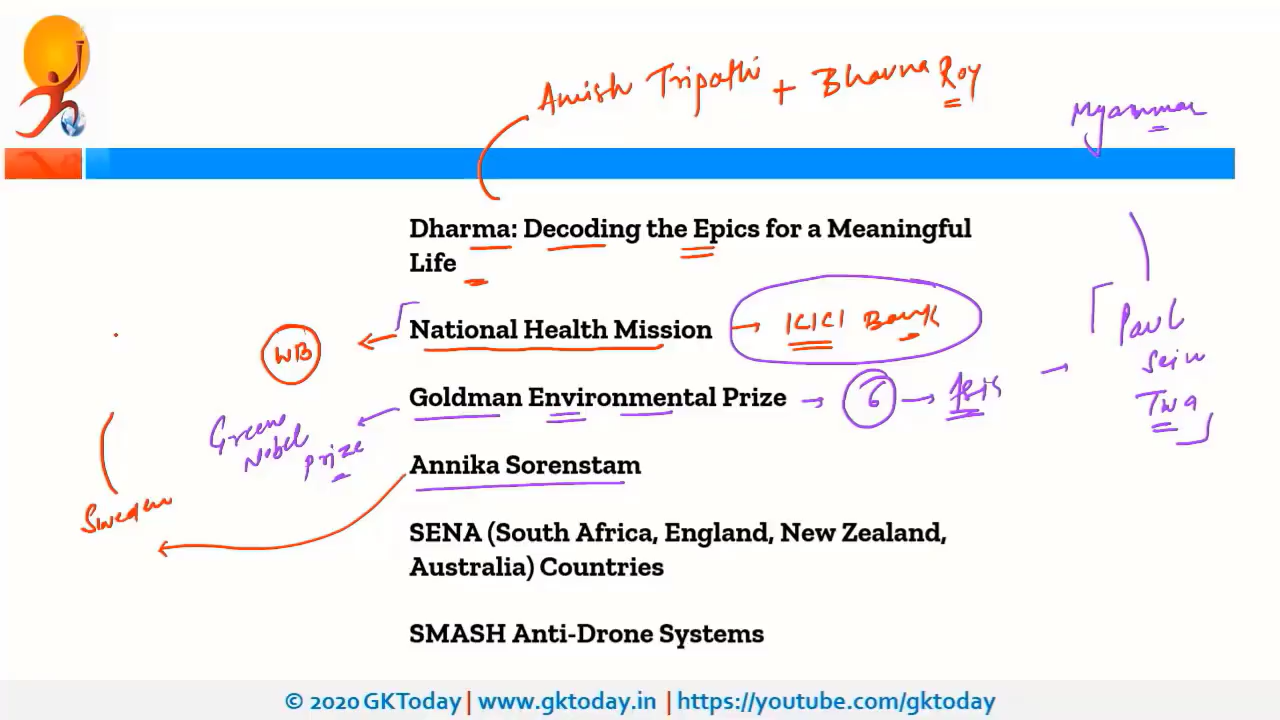 Amish Tripathi + Bhavna Roy
Myanmar
Dharma: Decoding the Epics for a Meaningful
Life
National Health Mission
→ ICICI Bank
WB
Paul
Sein
Twa
Goldman Environmental Prize → 6 →
Green
Nobel
Prize
Annika Sorenstam
Sweden
SENA (South Africa, England, New Zealand,
Australia) Countries
SMASH Anti-Drone Systems
© 2020 GKToday | www.gktoday.in | https://youtube.com/gktoday